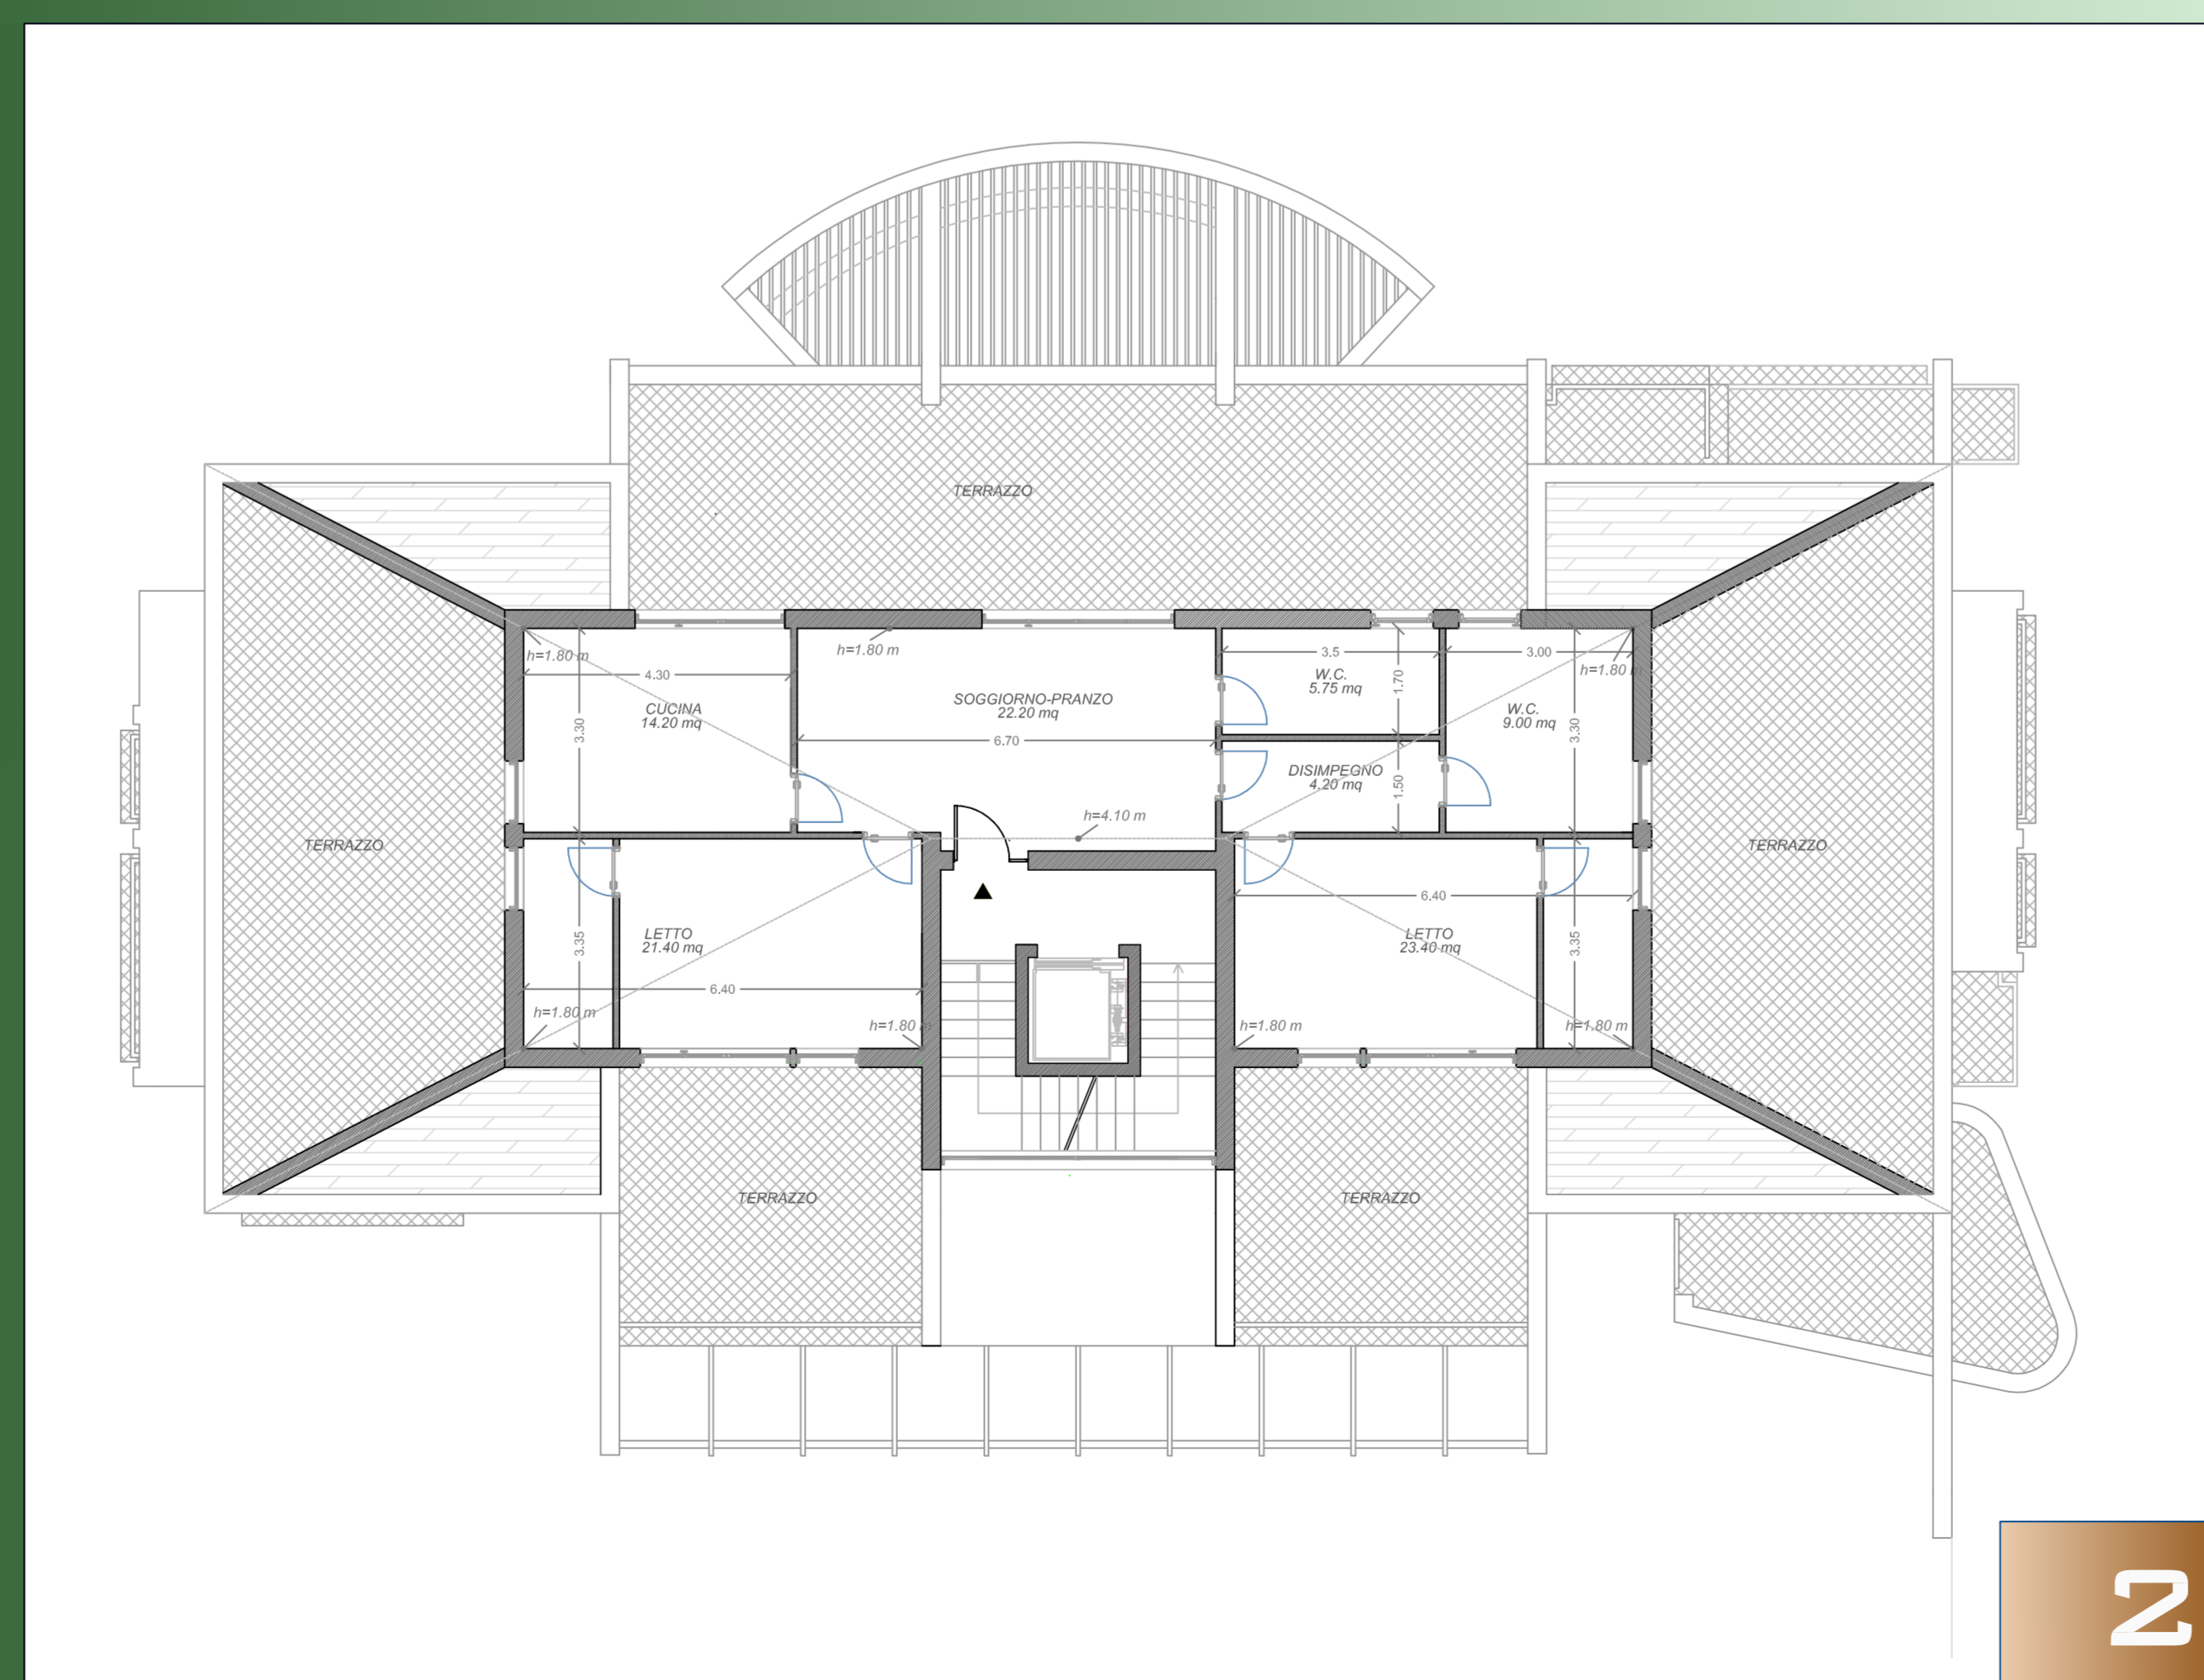 TERRAZZO
h=1.80 m
h=1.80 m
3.5
3.00
h=1.80 m
4.30
W.C.
5.75 mq
1.70
SOGGIORNO-PRANZO
22.20 mq
CUCINA
14.20 mq
W.C.
9.00 mq
3.30
3.30
6.70
DISIMPEGNO
4.20 mq
1.50
h=4.10 m
TERRAZZO
TERRAZZO
6.40
LETTO
21.40 mq
LETTO
23.40 mq
3.35
3.35
6.40
h=1.80 m
h=1.80
h=1.80 m
h=1.80 m
TERRAZZO
TERRAZZO
2